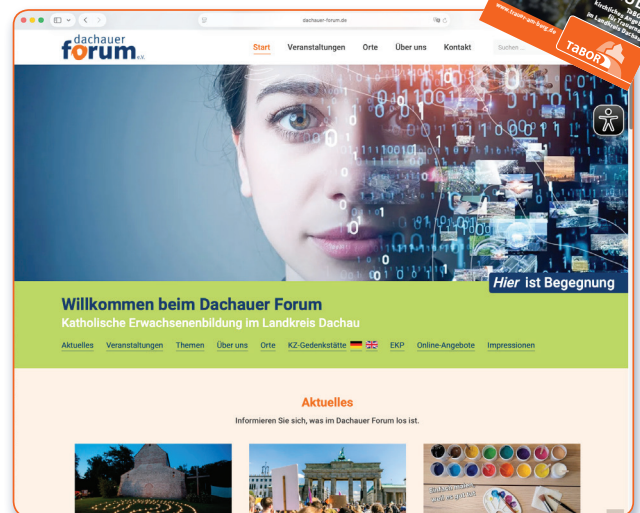 dachauer-forum.de
dachauer
forum e.V.
Start Veranstaltungen Orte Über uns Kontakt Suchen ...
www.trauer-am-berg.de
TABOR
Hier ist Begegnung
Willkommen beim Dachauer Forum
Katholische Erwachsenenbildung im Landkreis Dachau
Aktuelles Veranstaltungen Themen Über uns Orte KZ-Gedenkstätte EKP Online-Angebote Impressionen
Aktuelles
Informieren Sie sich, was im Dachauer Forum los ist.